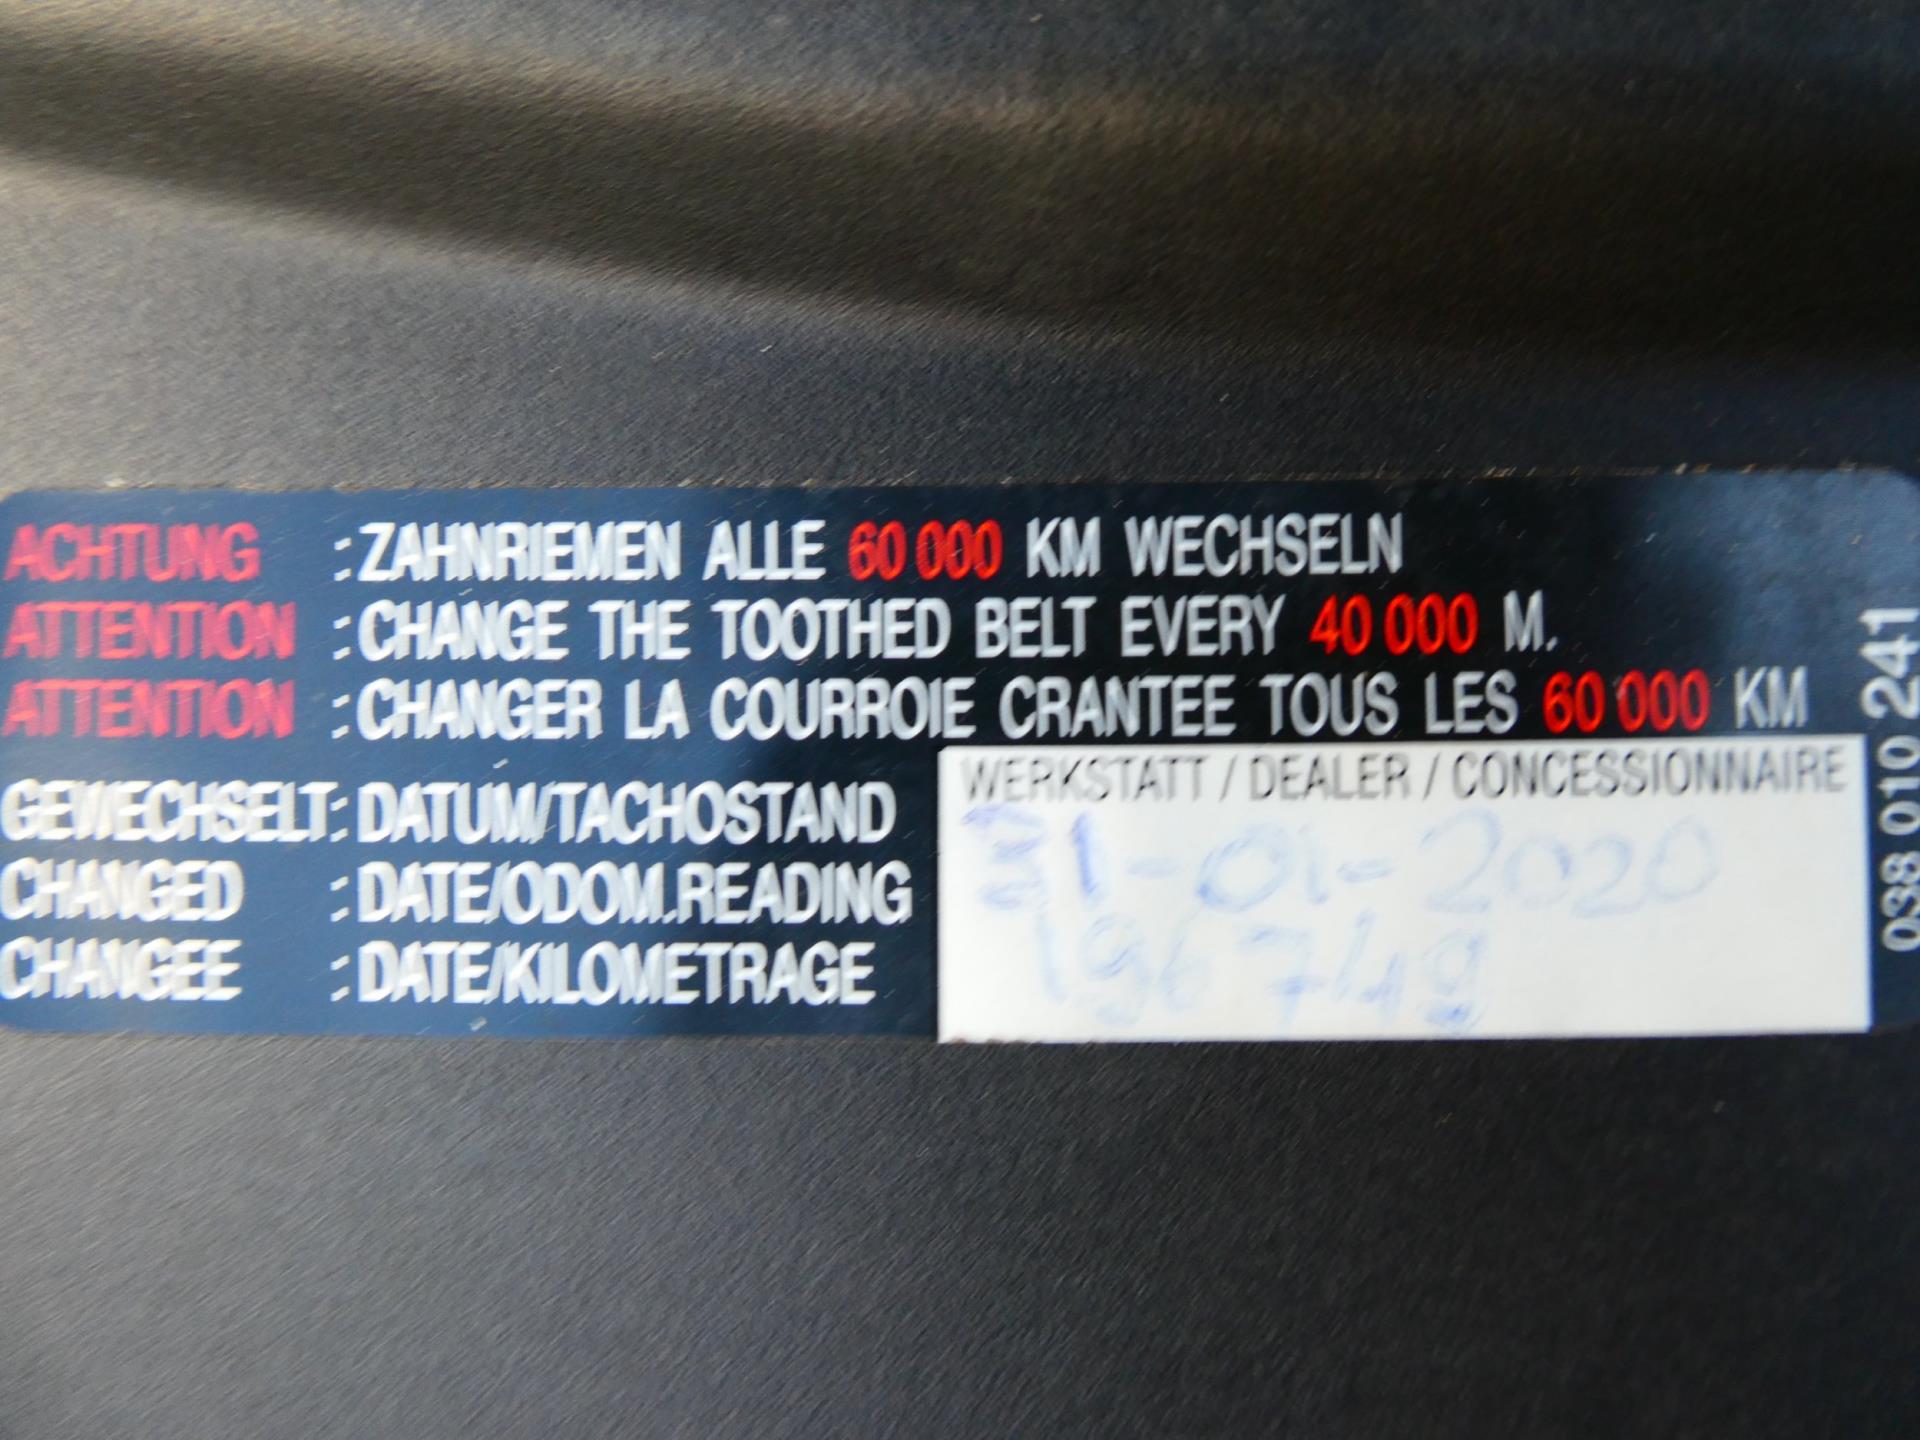 ACHTUNG : ZAHNRIEMEN ALLE 60 000 KM WECHSELN
ATTENTION : CHANGE THE TOOTHED BELT EVERY 40 000 M.
ATTENTION : CHANGER LA COURROIE CRANTEE TOUS LES 60 000 KM
GEWECHSELT: DATUM/TACHOSTAND
CHANGED : DATE/ODOM.READING
CHANGEE : DATE/KILOMETRAGE
WERKSTATT / DEALER / CONCESSIONNAIRE
31-01-2020
038 010 241